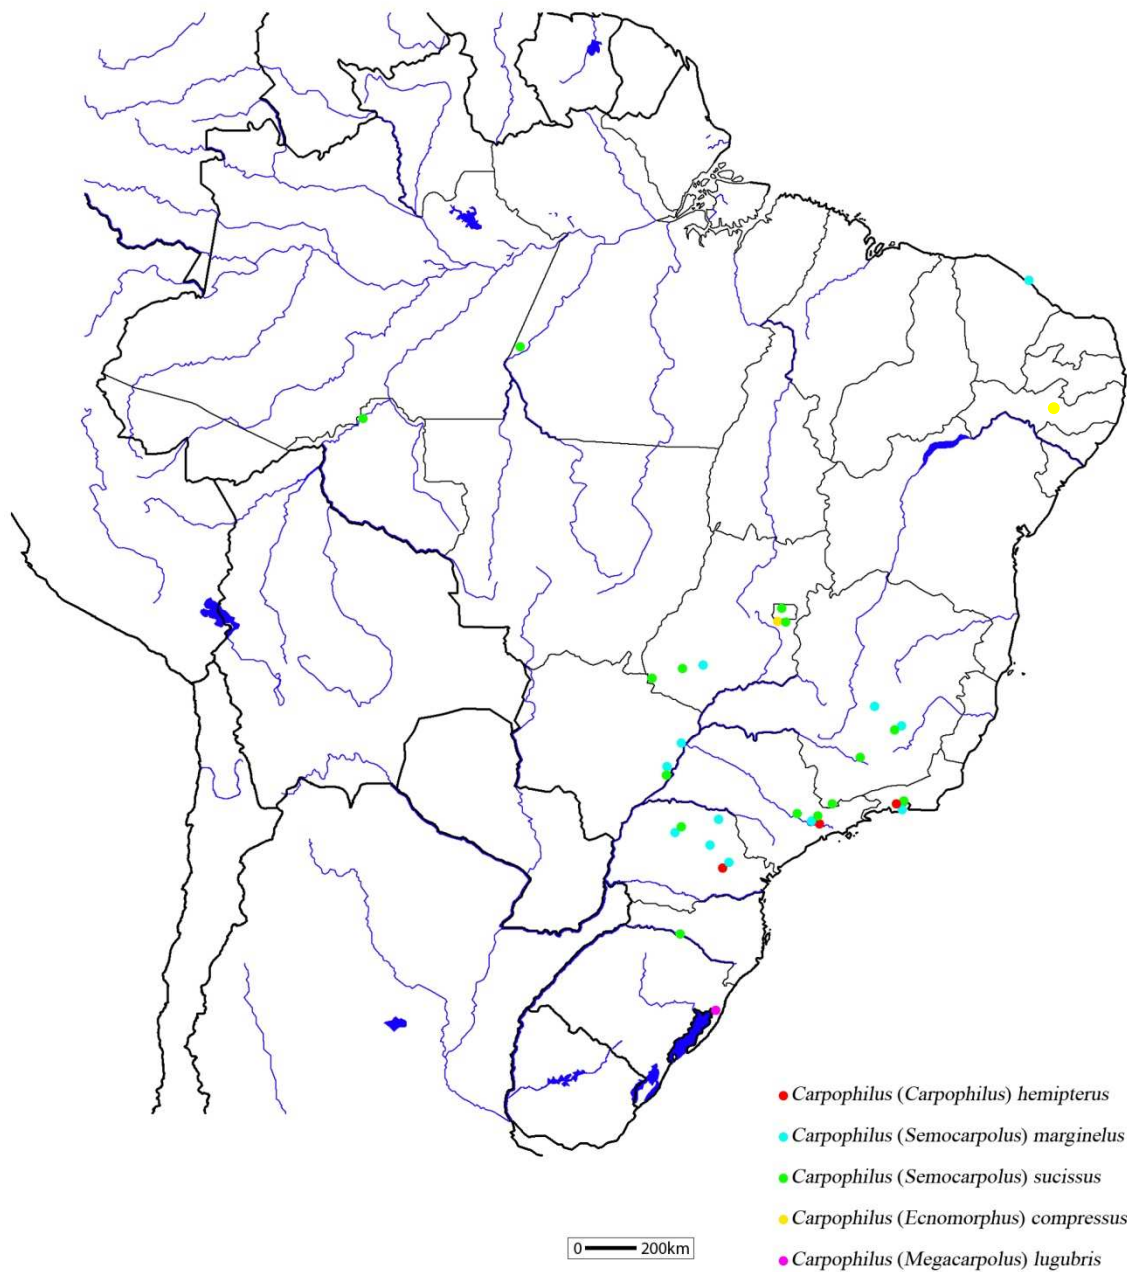 Carpophilus (Carpophilus) hemipterus
Carpophilus (Semocarpolus) marginelus
Carpophilus (Semocarpolus) sucissus
Carpophilus (Ecnomorphus) compressus
0 200km
Carpophilus (Megacarpolus) lugubris